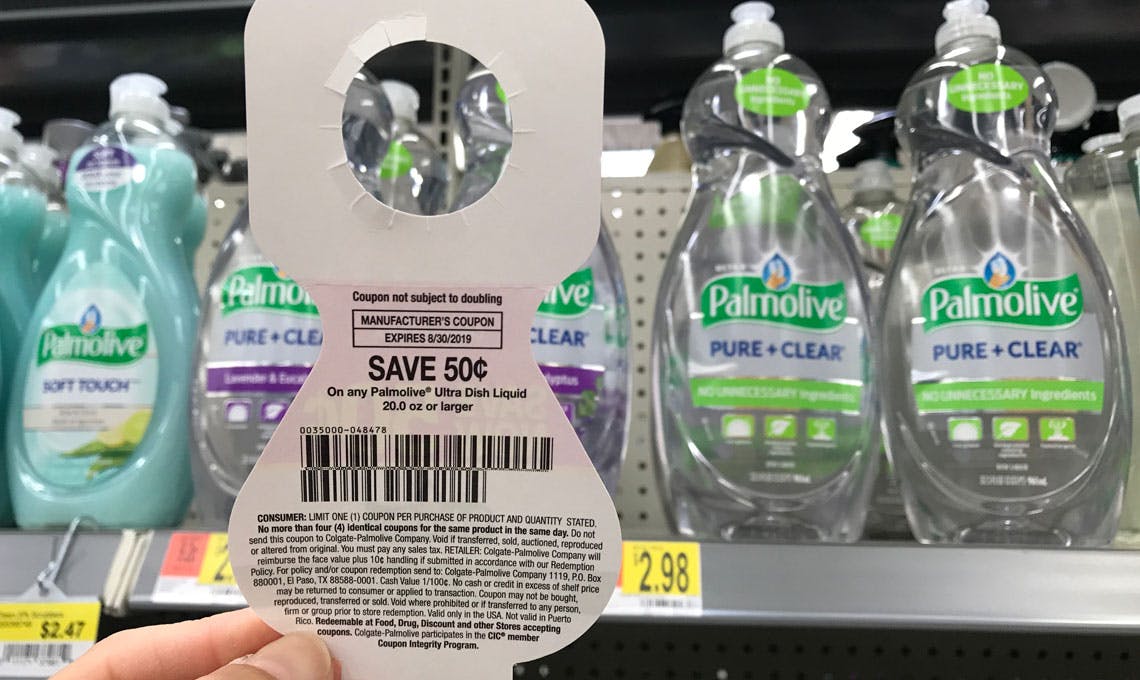 NO
UNNECESSARY
Ingredients
NO
UNNECESSARY
Ingredients
Palmolive
SOFT TOUCH
Palmol
PURE + CLEA
Lavende & Euca
ive
CLEAR
yptus
Coupon not subject to doubling
MANUFACTURER'S COUPON
EXPIRES 8/30/2019
SAVE 50¢
On any Palmolive® Ultra Dish Liquid
20.0 oz or larger
0035000-048478
CONSUMER: LIMIT ONE (1) COUPON PER PURCHASE OF PRODUCT AND QUANTITY STATED.
No more than four (4) identical coupons for the same product in the same day. Do not
send this coupon to Colgate-Palmolive Company. Void if transferred, sold, auctioned, reproduced
or altered from original. You must pay any sales tax. RETAILER: Colgate-Palmolive Company will
reimburse the face value plus 10¢ handling if submitted in accordance with our Redemption
Policy. For policy and/or coupon redemption send to: Colgate-Palmolive Company 1119, P.O. Box
880001, El Paso, TX 88588-0001. Cash Value 1/100¢. No cash or credit in excess of shelf price
may be returned to consumer or applied to transaction. Coupon may not be bought,
reproduced, transferred or sold. Void where prohibited or if transferred to any person,
firm or group prior to store redemption. Valid only in the USA. Not valid in Puerto
Rico. Redeemable at Food, Drug, Discount and other Stores accepting
coupons. Colgate-Palmolive participates in the CIC® member
Coupon Integrity Program.
ULTRA
Palmolive
PURE + CLEAR
NO UNNECESSARY Ingredients
ULTRA
Palmolive
PURE + CLEAR
NO UNNECESSARY Ingredients
$2.98
$2.47